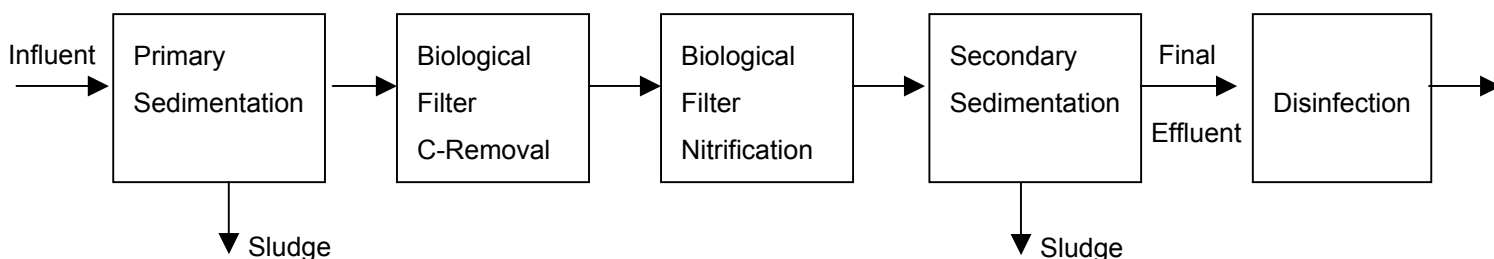 Influent
Primary
Sedimentation
Sludge
Biological
Filter
C-Removal
Biological
Filter
Nitrification
Secondary
Sedimentation
Sludge
Final
Effluent
Disinfection